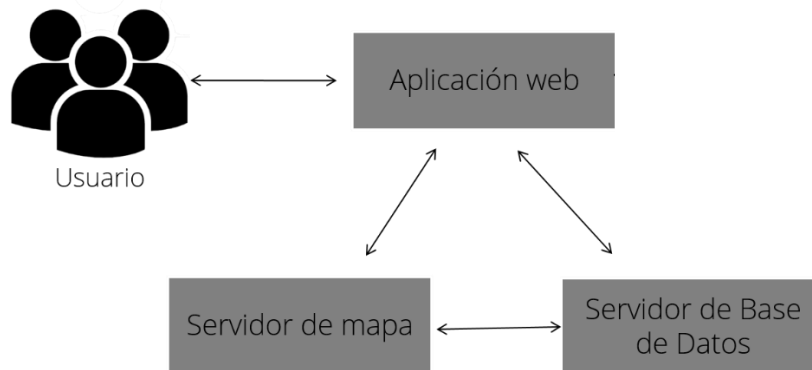 Aplicación web
Usuario
Servidor de mapa
Servidor de Base
de Datos